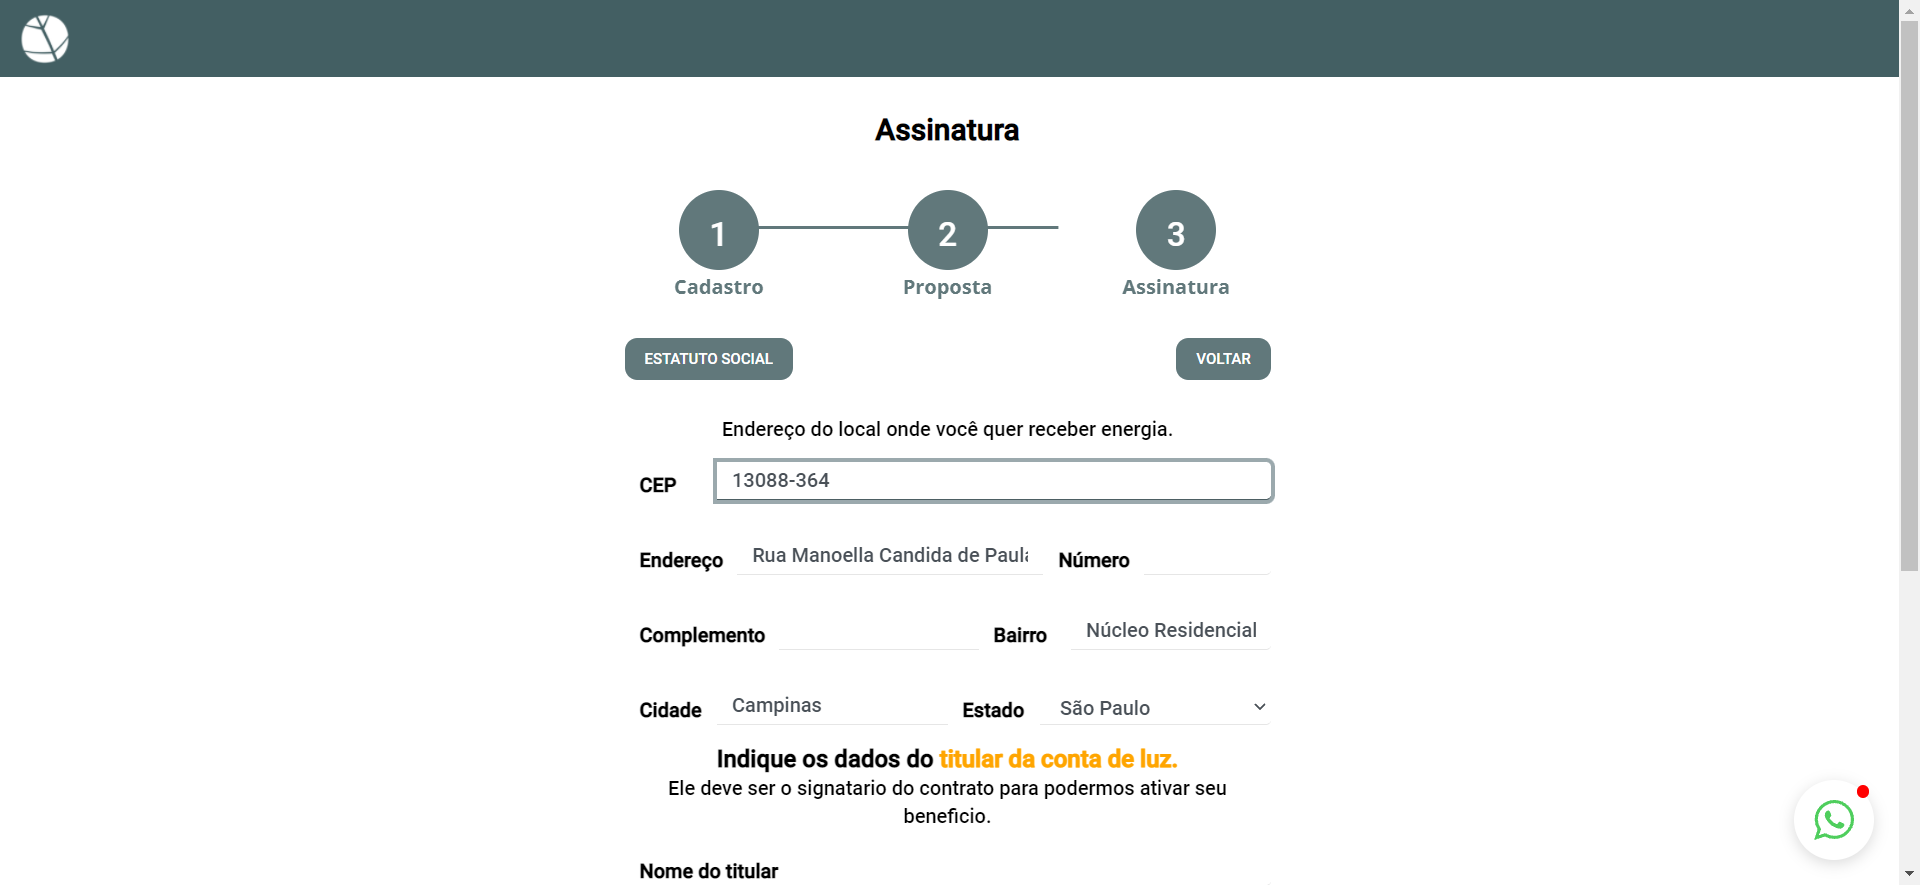 Assinatura
1
2
3
Cadastro
Proposta
Assinatura
ESTATUTO SOCIAL
VOLTAR
Endereço do local onde você quer receber energia.
CEP
13088-364
Endereço
Rua Manoella Candida de Paula
Número
Complemento
Bairro
Núcleo Residencial
Cidade
Campinas
Estado
São Paulo
Indique os dados do titular da conta de luz.
Ele deve ser o signatario do contrato para podermos ativar seu
beneficio.
Nome do titular